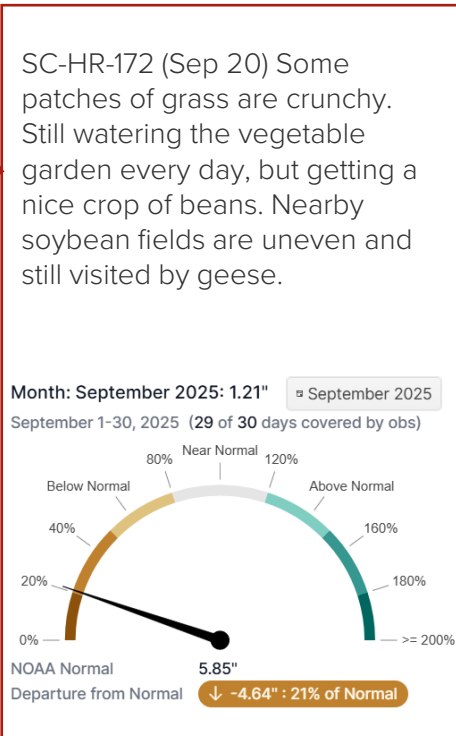 SC-HR-172 (Sep 20) Some
patches of grass are crunchy.
Still watering the vegetable
garden every day, but getting a
nice crop of beans. Nearby
soybean fields are uneven and
still visited by geese.
Month: September 2025: 1.21" September 2025
September 1-30, 2025 (29 of 30 days covered by obs)
Near Normal
80% 120%
Below Normal Above Normal
40% 160%
20% 180%
0% >= 200%
NOAA Normal 5.85"
Departure from Normal ↓ -4.64" : 21% of Normal